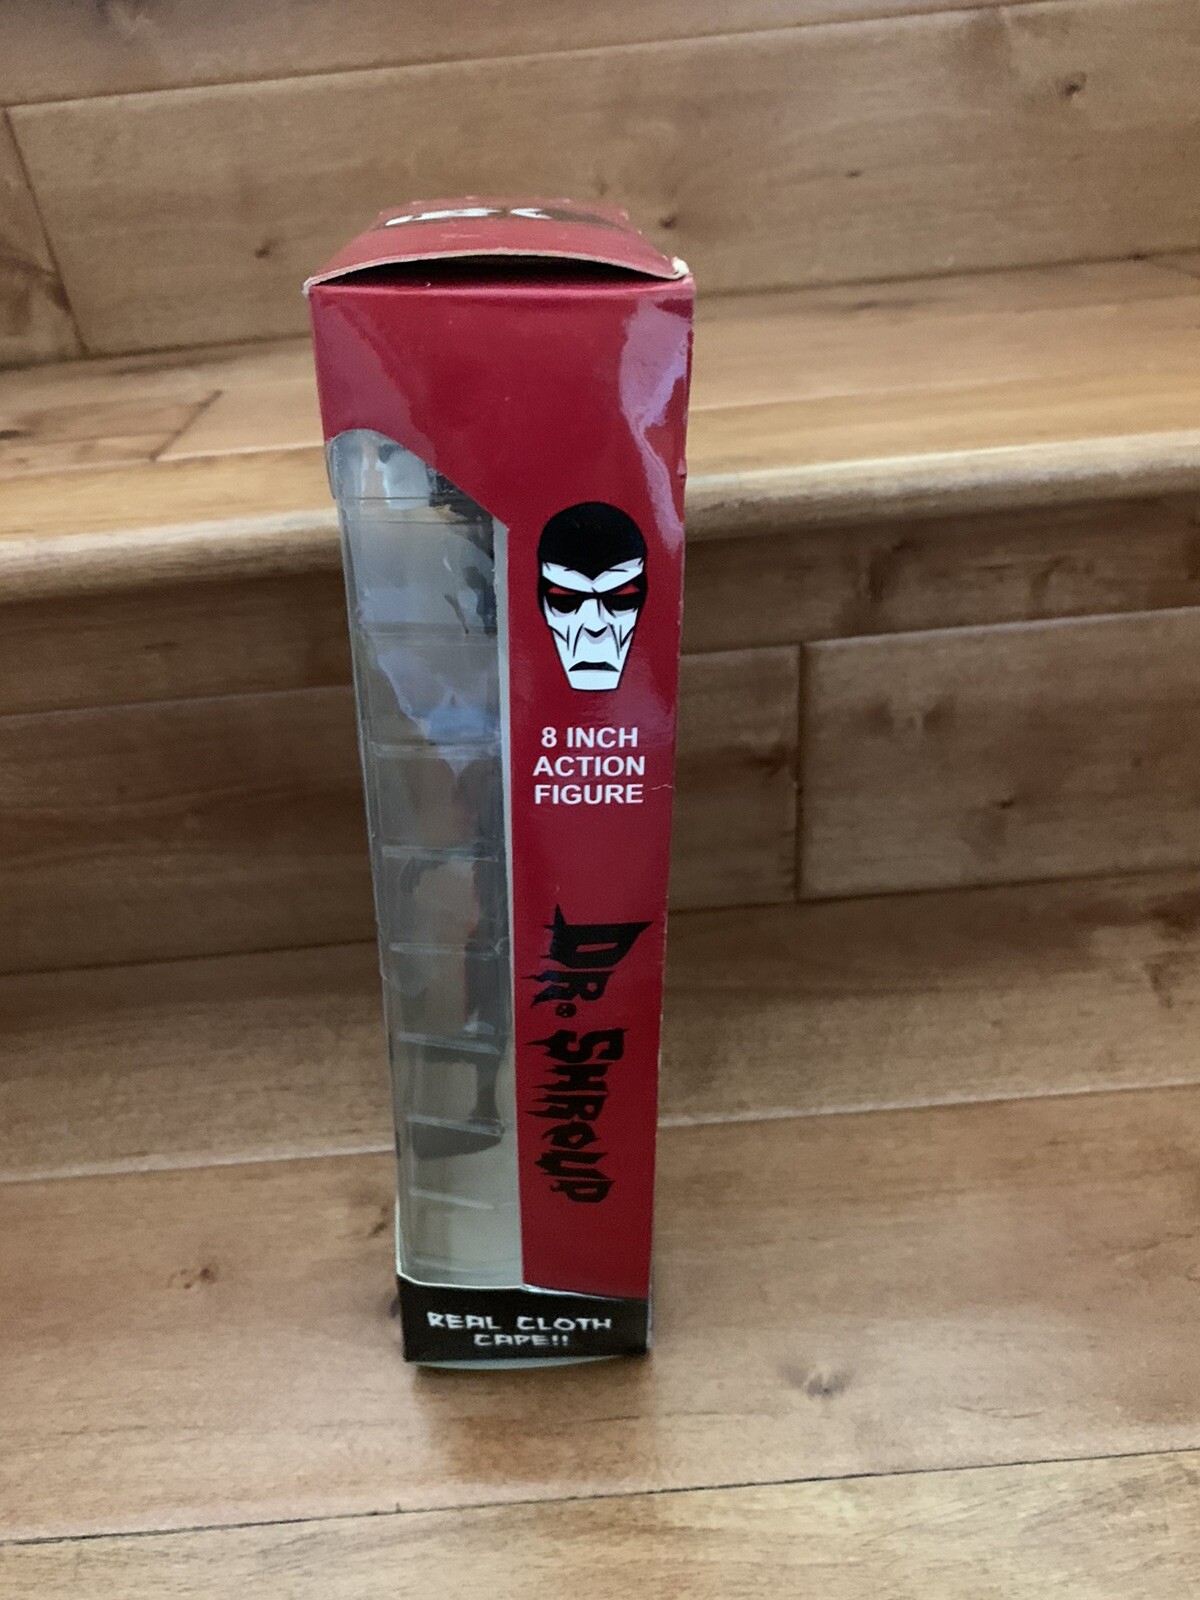 8 INCH
ACTION
FIGURE
DR. SHROUD
REAL CLOTH
CAPE!!